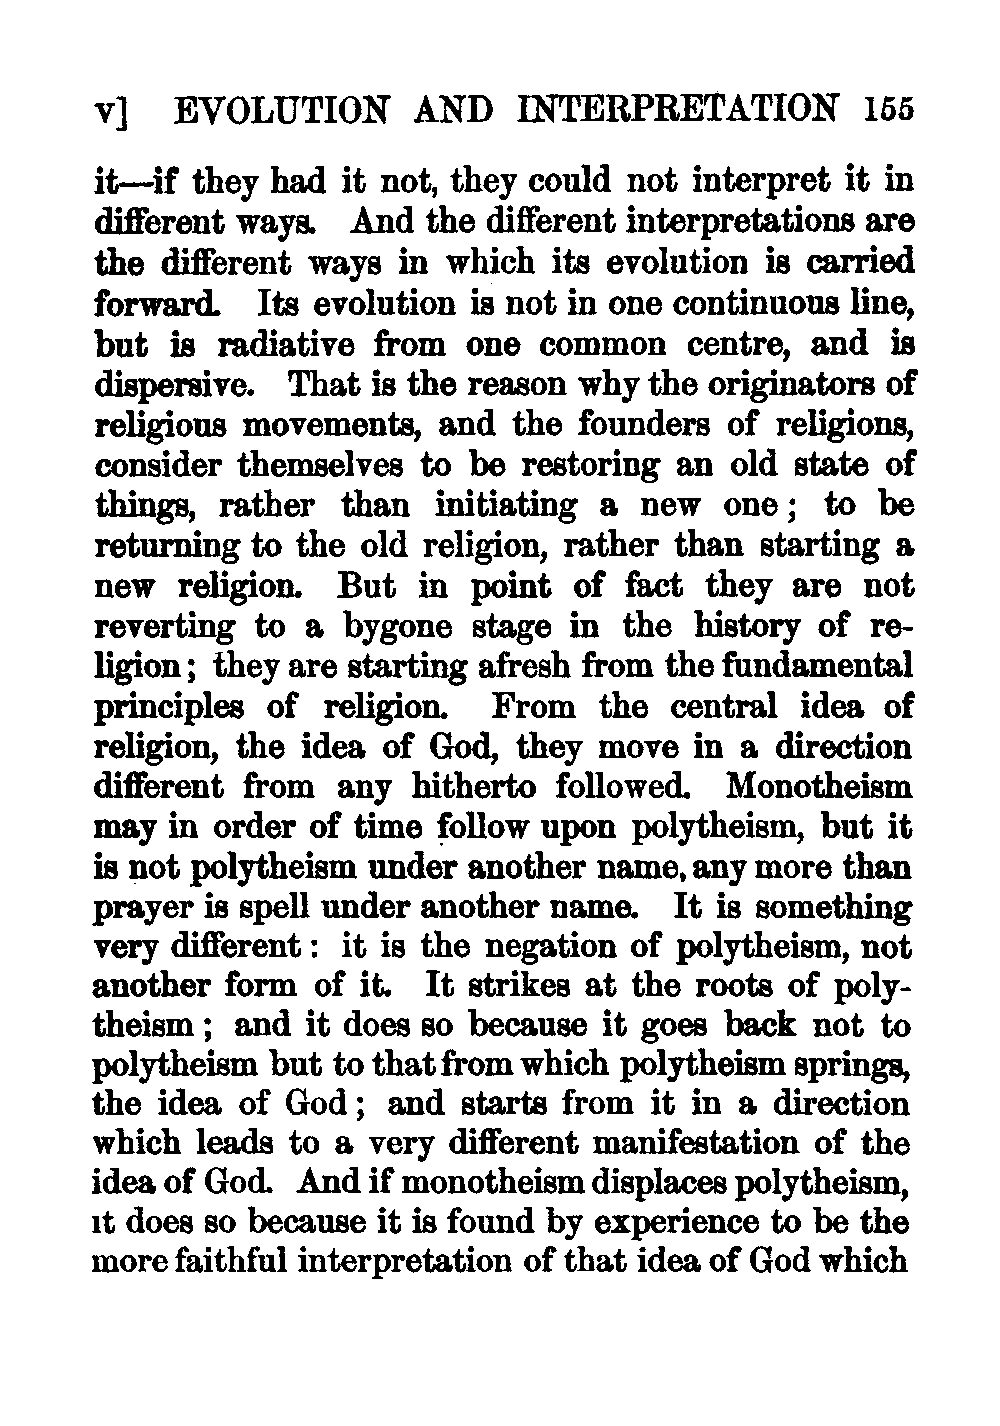 v] EVOLUTION AND INTERPRETATION 155
it—if they had it not, they could not interpret it in
different ways. And the different interpretations are
the different ways in which its evolution is carried
forward. Its evolution is not in one continuous line,
but is radiative from one common centre, and is
dispersive. That is the reason why the originators of
religious movements, and the founders of religions,
consider themselves to be restoring an old state of
things, rather than initiating a new one; to be
returning to the old religion, rather than starting a
new religion. But in point of fact they are not
reverting to a bygone stage in the history of re-
ligion; they are starting afresh from the fundamental
principles of religion. From the central idea of
religion, the idea of God, they move in a direction
different from any hitherto followed. Monotheism
may in order of time follow upon polytheism, but it
is not polytheism under another name, any more than
prayer is spell under another name. It is something
very different: it is the negation of polytheism, not
another form of it. It strikes at the roots of poly-
theism; and it does so because it goes back not to
polytheism but to that from which polytheism springs,
the idea of God; and starts from it in a direction
which leads to a very different manifestation of the
idea of God. And if monotheism displaces polytheism,
it does so because it is found by experience to be the
more faithful interpretation of that idea of God which